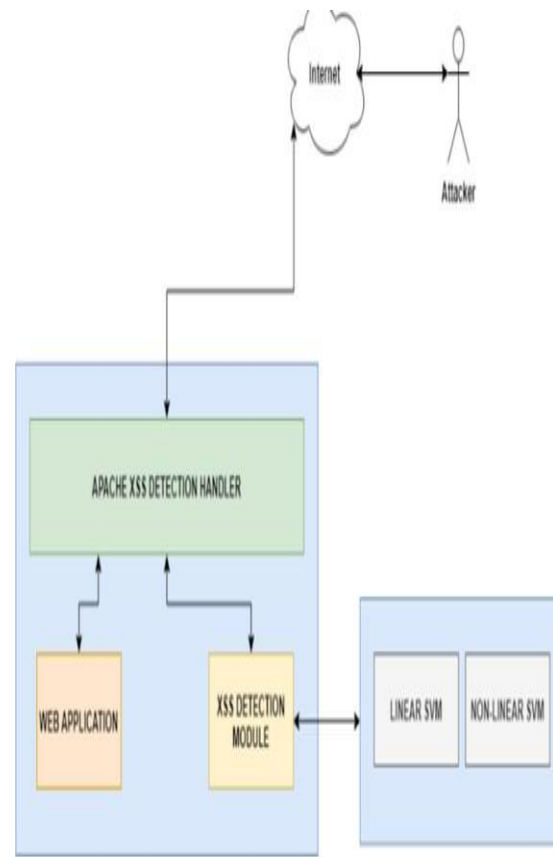 Internet
Attacker
APACHE XSS DETECTION HANDLER
WEB APPLICATION
XSS DETECTION
MODULE
LINEAR SVM
NON-LINEAR SVM